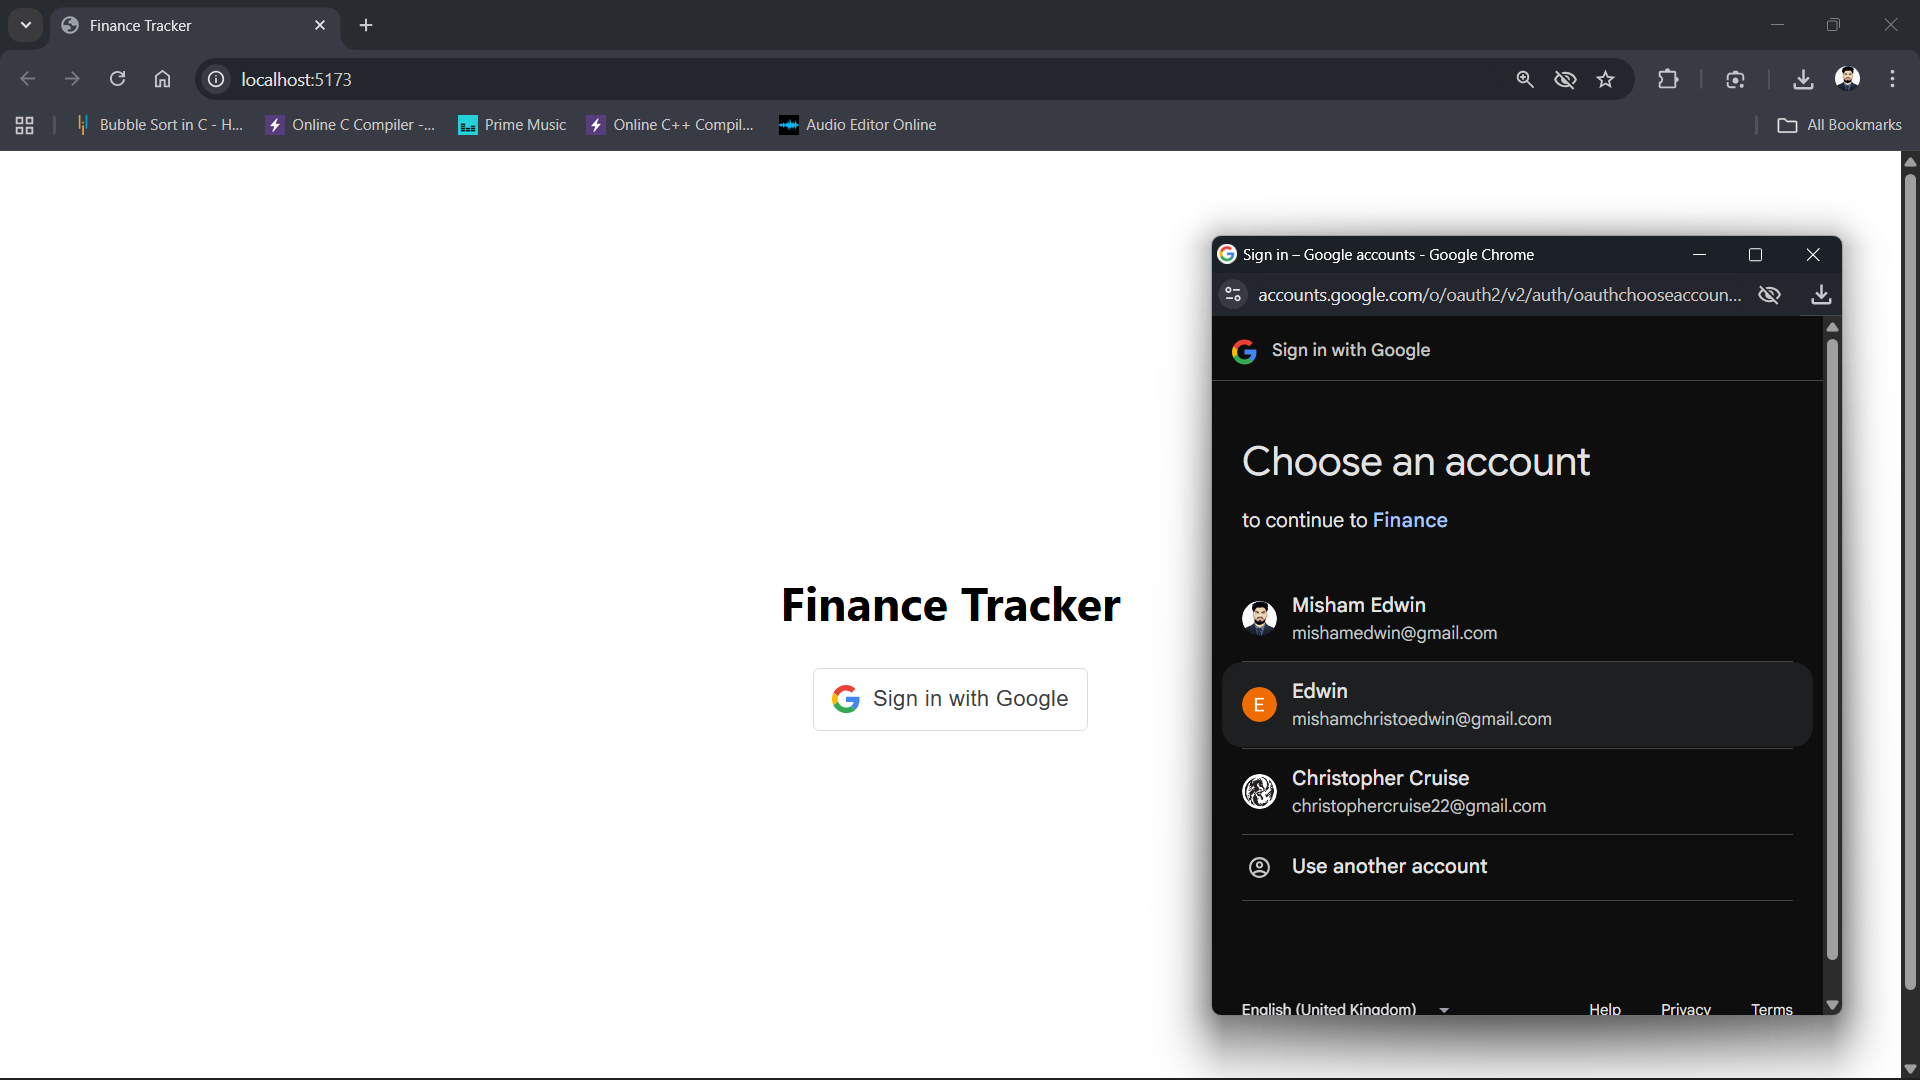 Finance Tracker
localhost:5173
Bubble Sort in C - H...
Online C Compiler -...
Prime Music
Online C++ Compil...
Audio Editor Online
All Bookmarks
Finance Tracker
Sign in with Google
Sign in – Google accounts - Google Chrome
accounts.google.com/o/oauth2/v2/auth/oauthchooseaccoun...
Sign in with Google
Choose an account
to continue to Finance
Misham Edwin
mishamedwin@gmail.com
E
Edwin
mishamchristoedwin@gmail.com
Christopher Cruise
christophercruise22@gmail.com
Use another account
English (United Kingdom)
Help
Privacy
Terms